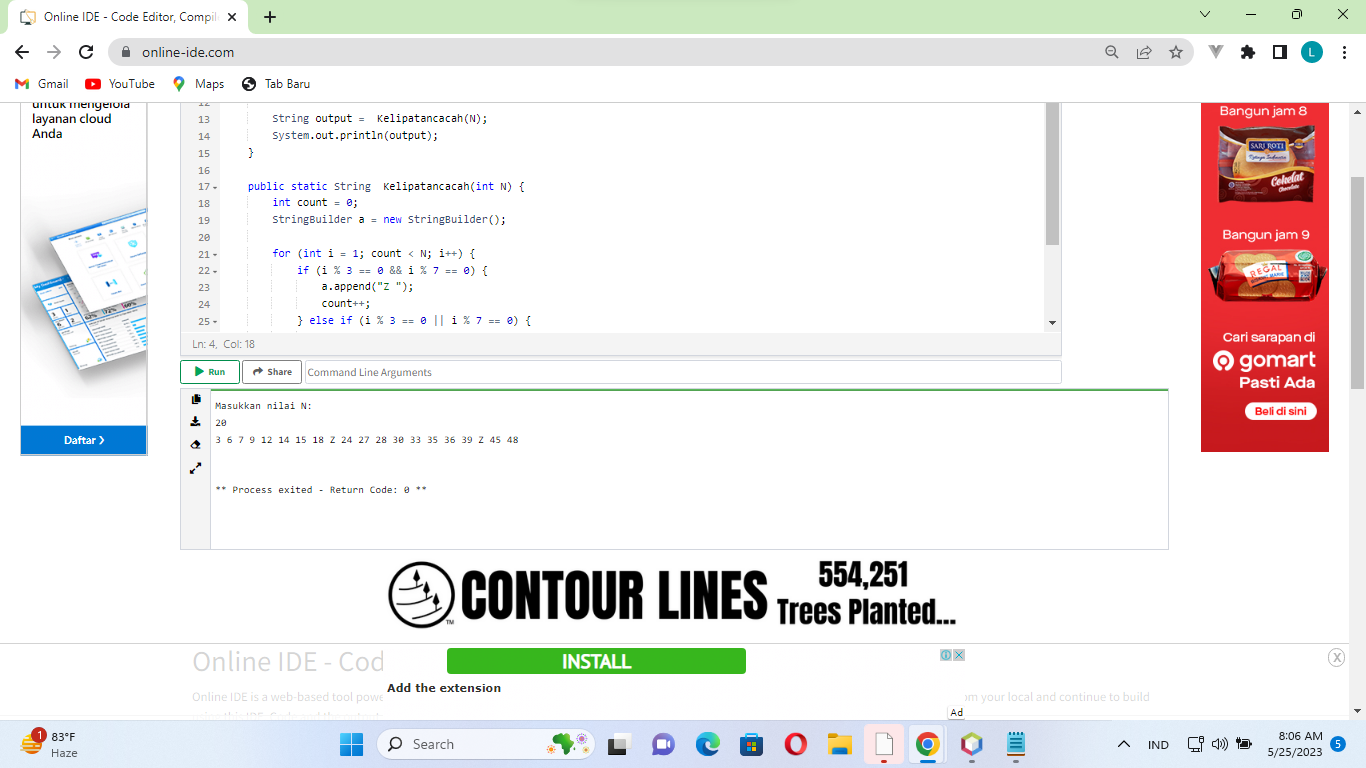 Online IDE - Code Editor, Compil
online-ide.com
L
Gmail
YouTube
Maps
Tab Baru
untuk mengelola
layanan cloud
Anda
Daftar >
12
13 String output =  Kelipatancacah(N);
14 System.out.println(output);
15 }
16
17 public static String  Kelipatancacah(int N) {
18 int count = 0;
19 StringBuilder a = new StringBuilder();
20
21 for (int i = 1; count < N; i++) {
22 if (i % 3 == 0 && i % 7 == 0) {
23 a.append("Z ");
24 count++;
25 } else if (i % 3 == 0 || i % 7 == 0) {
Ln: 4, Col: 18
Run
Share
Command Line Arguments
Masukkan nilai N:
20
3 6 7 9 12 14 15 18 Z 24 27 28 30 33 35 36 39 Z 45 48
** Process exited - Return Code: 0 **
Bangun jam 8
SARI ROTI
Cokelat
Bangun jam 9
REGAL
Cari sarapan di
gomart
Pasti Ada
Beli di sini
CONTOUR LINES
TM
554,251
Trees Planted...
Online IDE - Cod
INSTALL
Online IDE is a web-based tool powe
Add the extension
m your local and continue to build
Ad
X
1
83°F
Haze
Search
IND
8:06 AM
5/25/2023
5